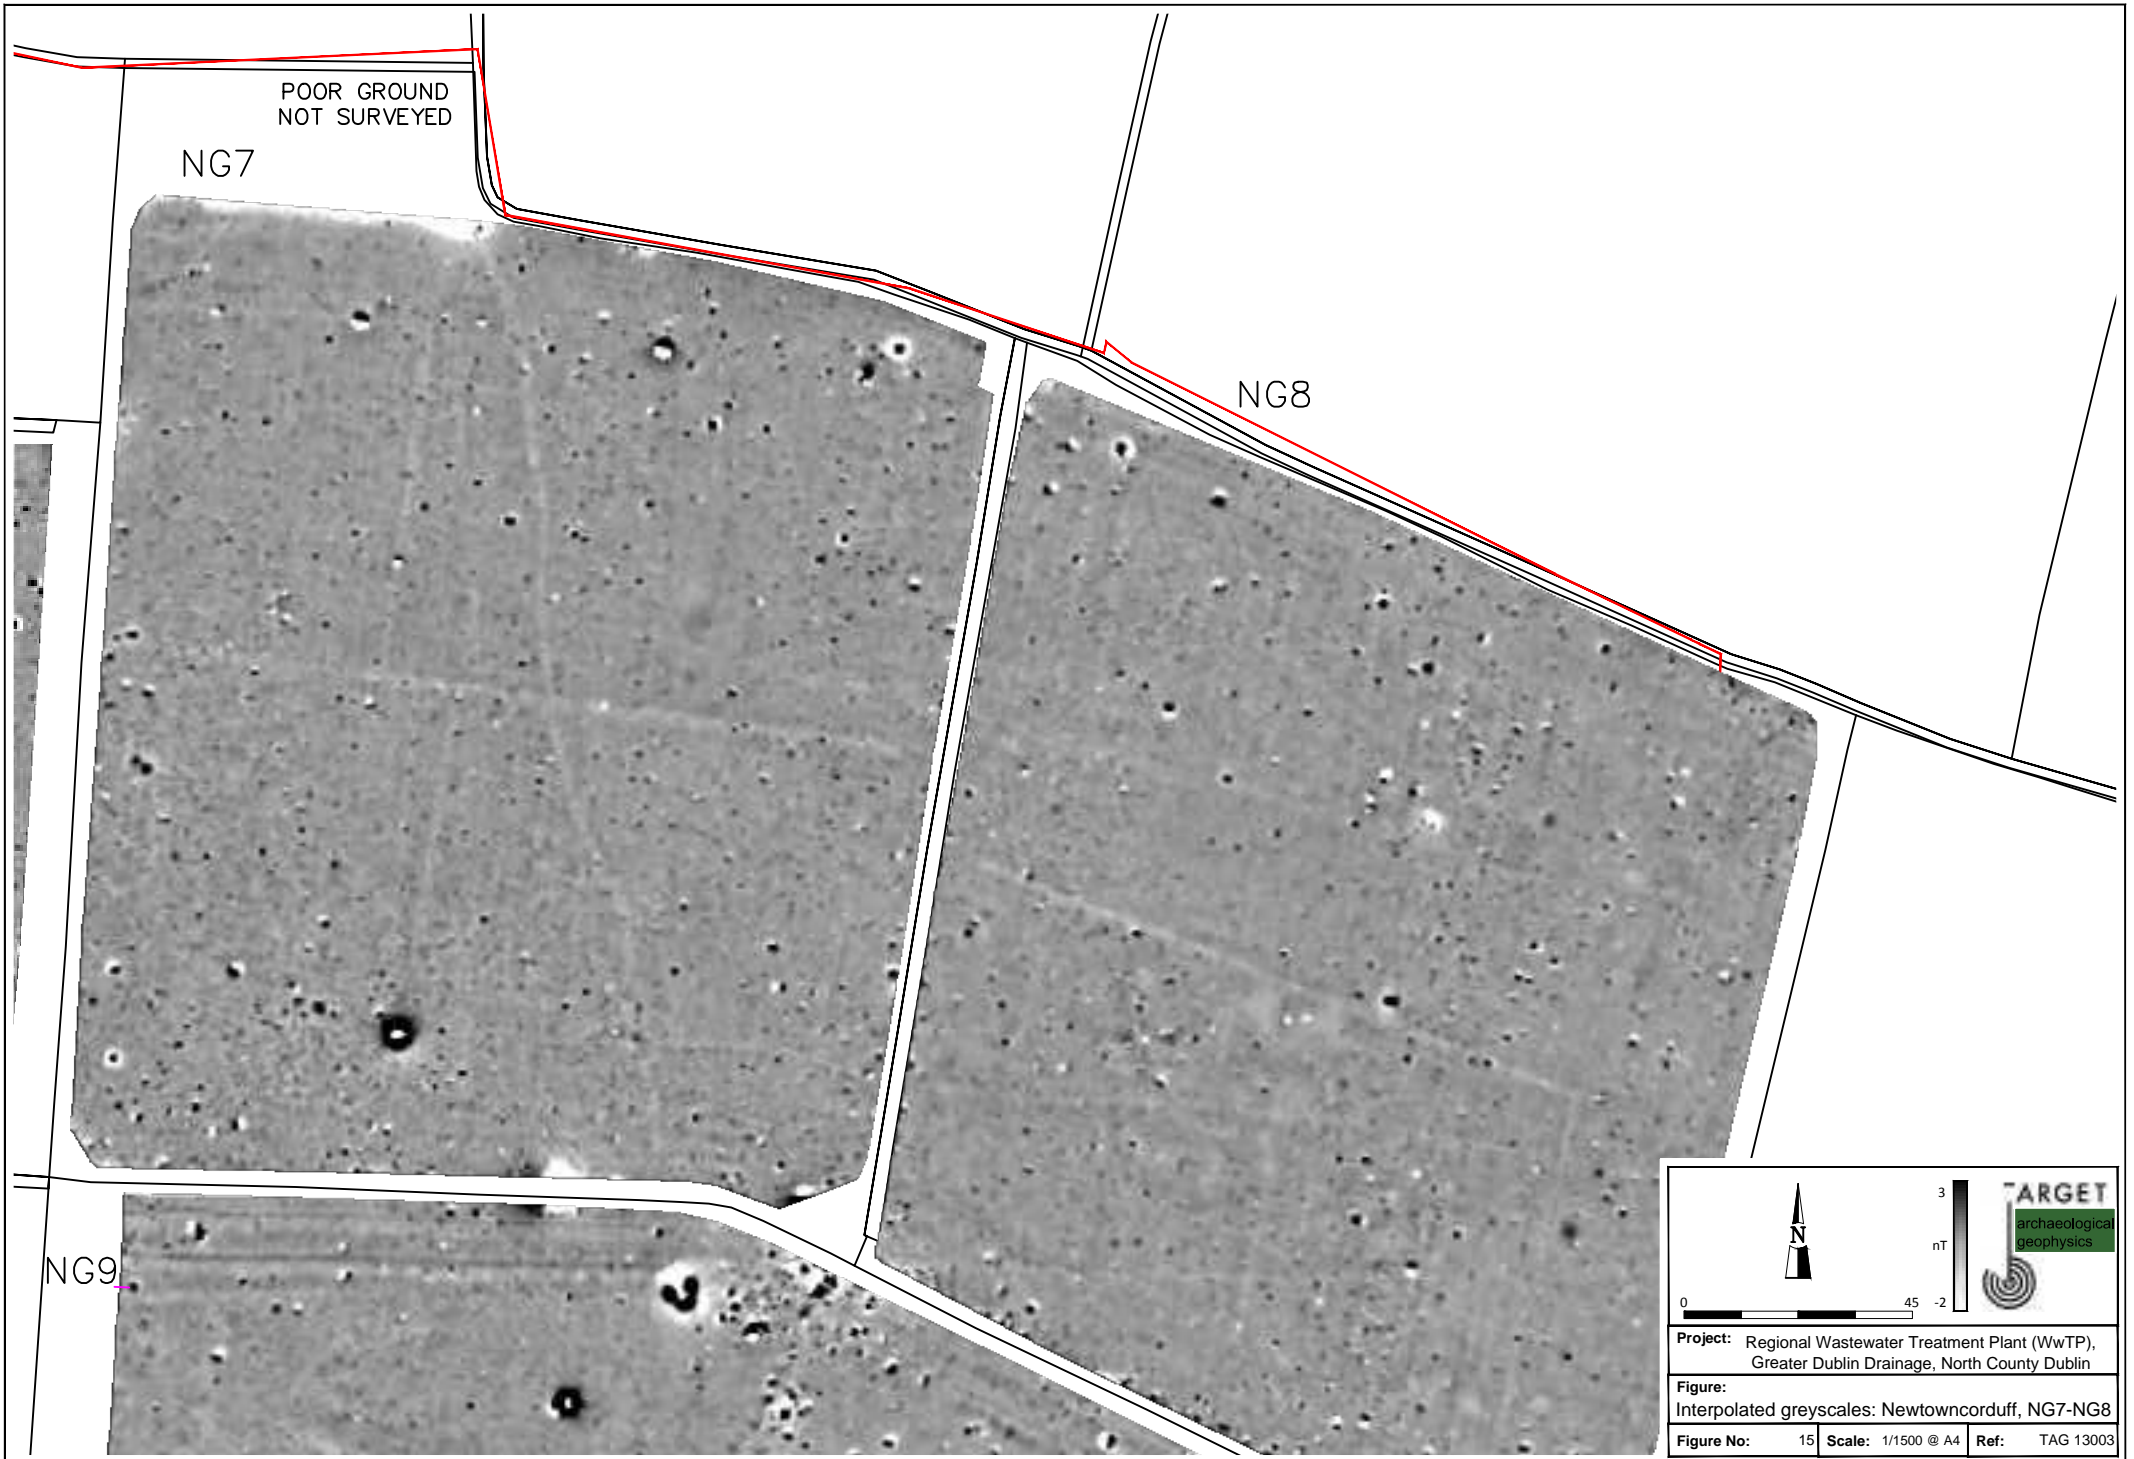 POOR GROUND
NOT SURVEYED
NG7
NG8
NG9
N
0 45
3
nT
-2
TARGET
archaeological
geophysics
Project: Regional Wastewater Treatment Plant (WwTP),
Greater Dublin Drainage, North County Dublin
Figure:
Interpolated greyscales: Newtowncorduff, NG7-NG8
Figure No: 15 Scale: 1/1500 @ A4 Ref: TAG 13003